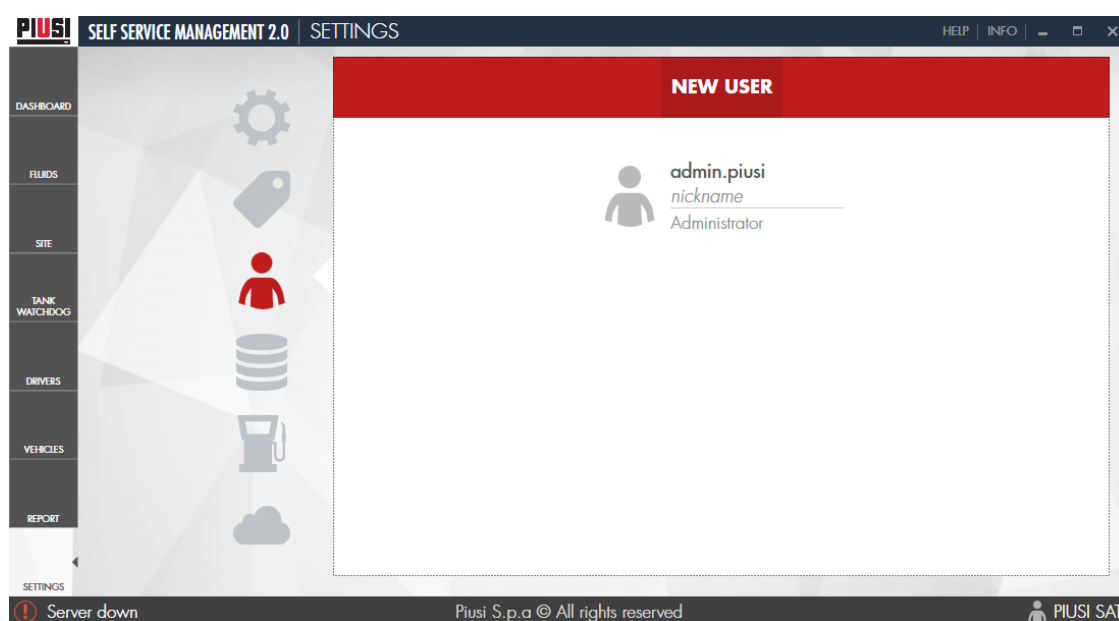 PIUSI SELF SERVICE MANAGEMENT 2.0 SETTINGS HELP INFO
DASHBOARD
FLUIDS
SITE
TANK
WATCHDOG
DRIVERS
VEHICLES
REPORT
SETTINGS
NEW USER
admin.piusi
nickname
Administrator
Server down Piusi S.p.a © All rights reserved PIUSI SAT